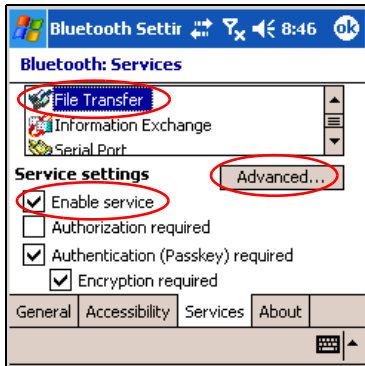 Bluetooth Settir 8:46 ok
Bluetooth: Services
File Transfer
Information Exchange
Serial Port
Service settings Advanced...
Enable service
Authorization required
Authentication (Passkey) required
Encryption required
General Accessibility Services About